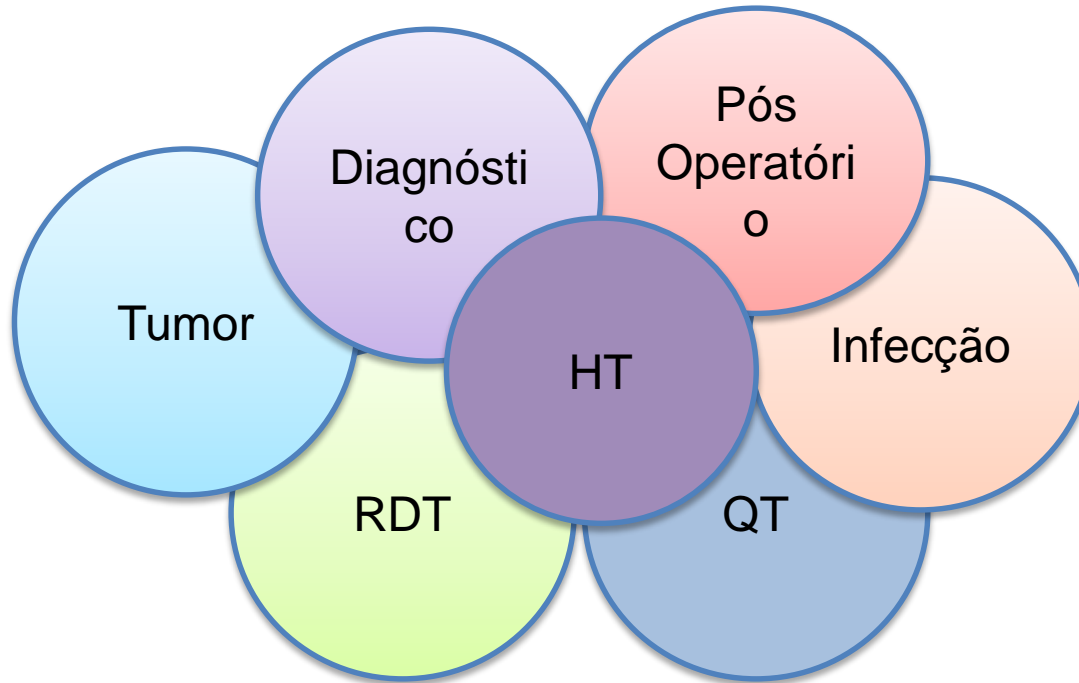 Pós
Operatóri
o
Diagnósti
co
Tumor
HT
Infecção
RDT
QT